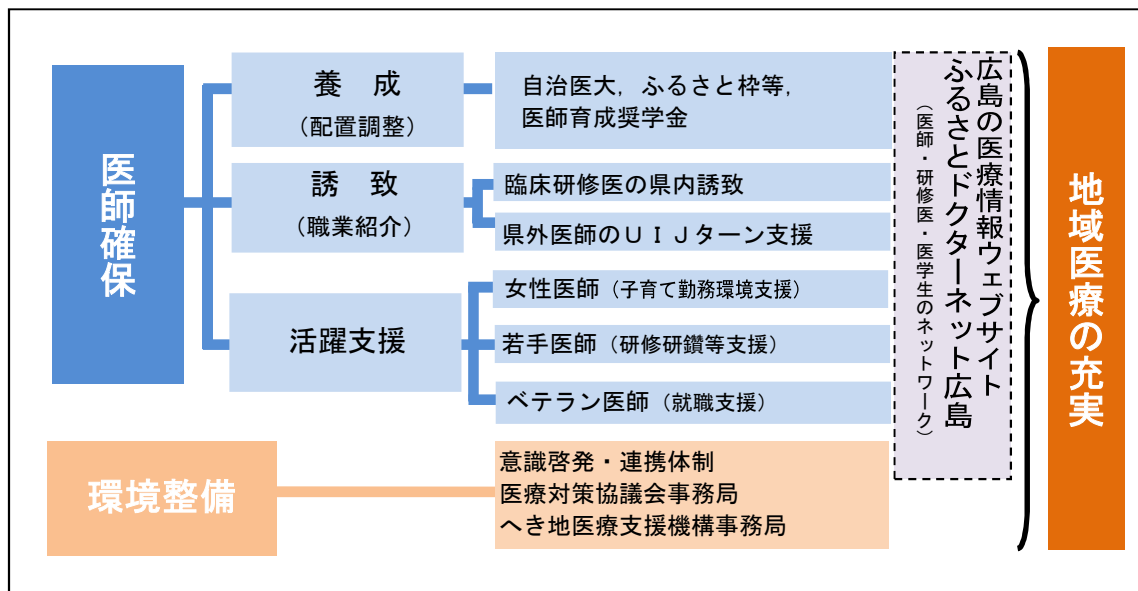 医師確保
養　成
（配置調整）
自治医大，ふるさと枠等，
医師育成奨学金
誘　致
（職業紹介）
臨床研修医の県内誘致
県外医師のＵＩＪターン支援
活躍支援
女性医師（子育て勤務環境支援）
若手医師（研修研鑽等支援）
ベテラン医師（就職支援）
環境整備
意識啓発・連携体制
医療対策協議会事務局
へき地医療支援機構事務局
広島の医療情報ウェブサイト
ふるさとドクターネット広島
（医師・研修医・医学生のネットワーク）
地域医療の充実